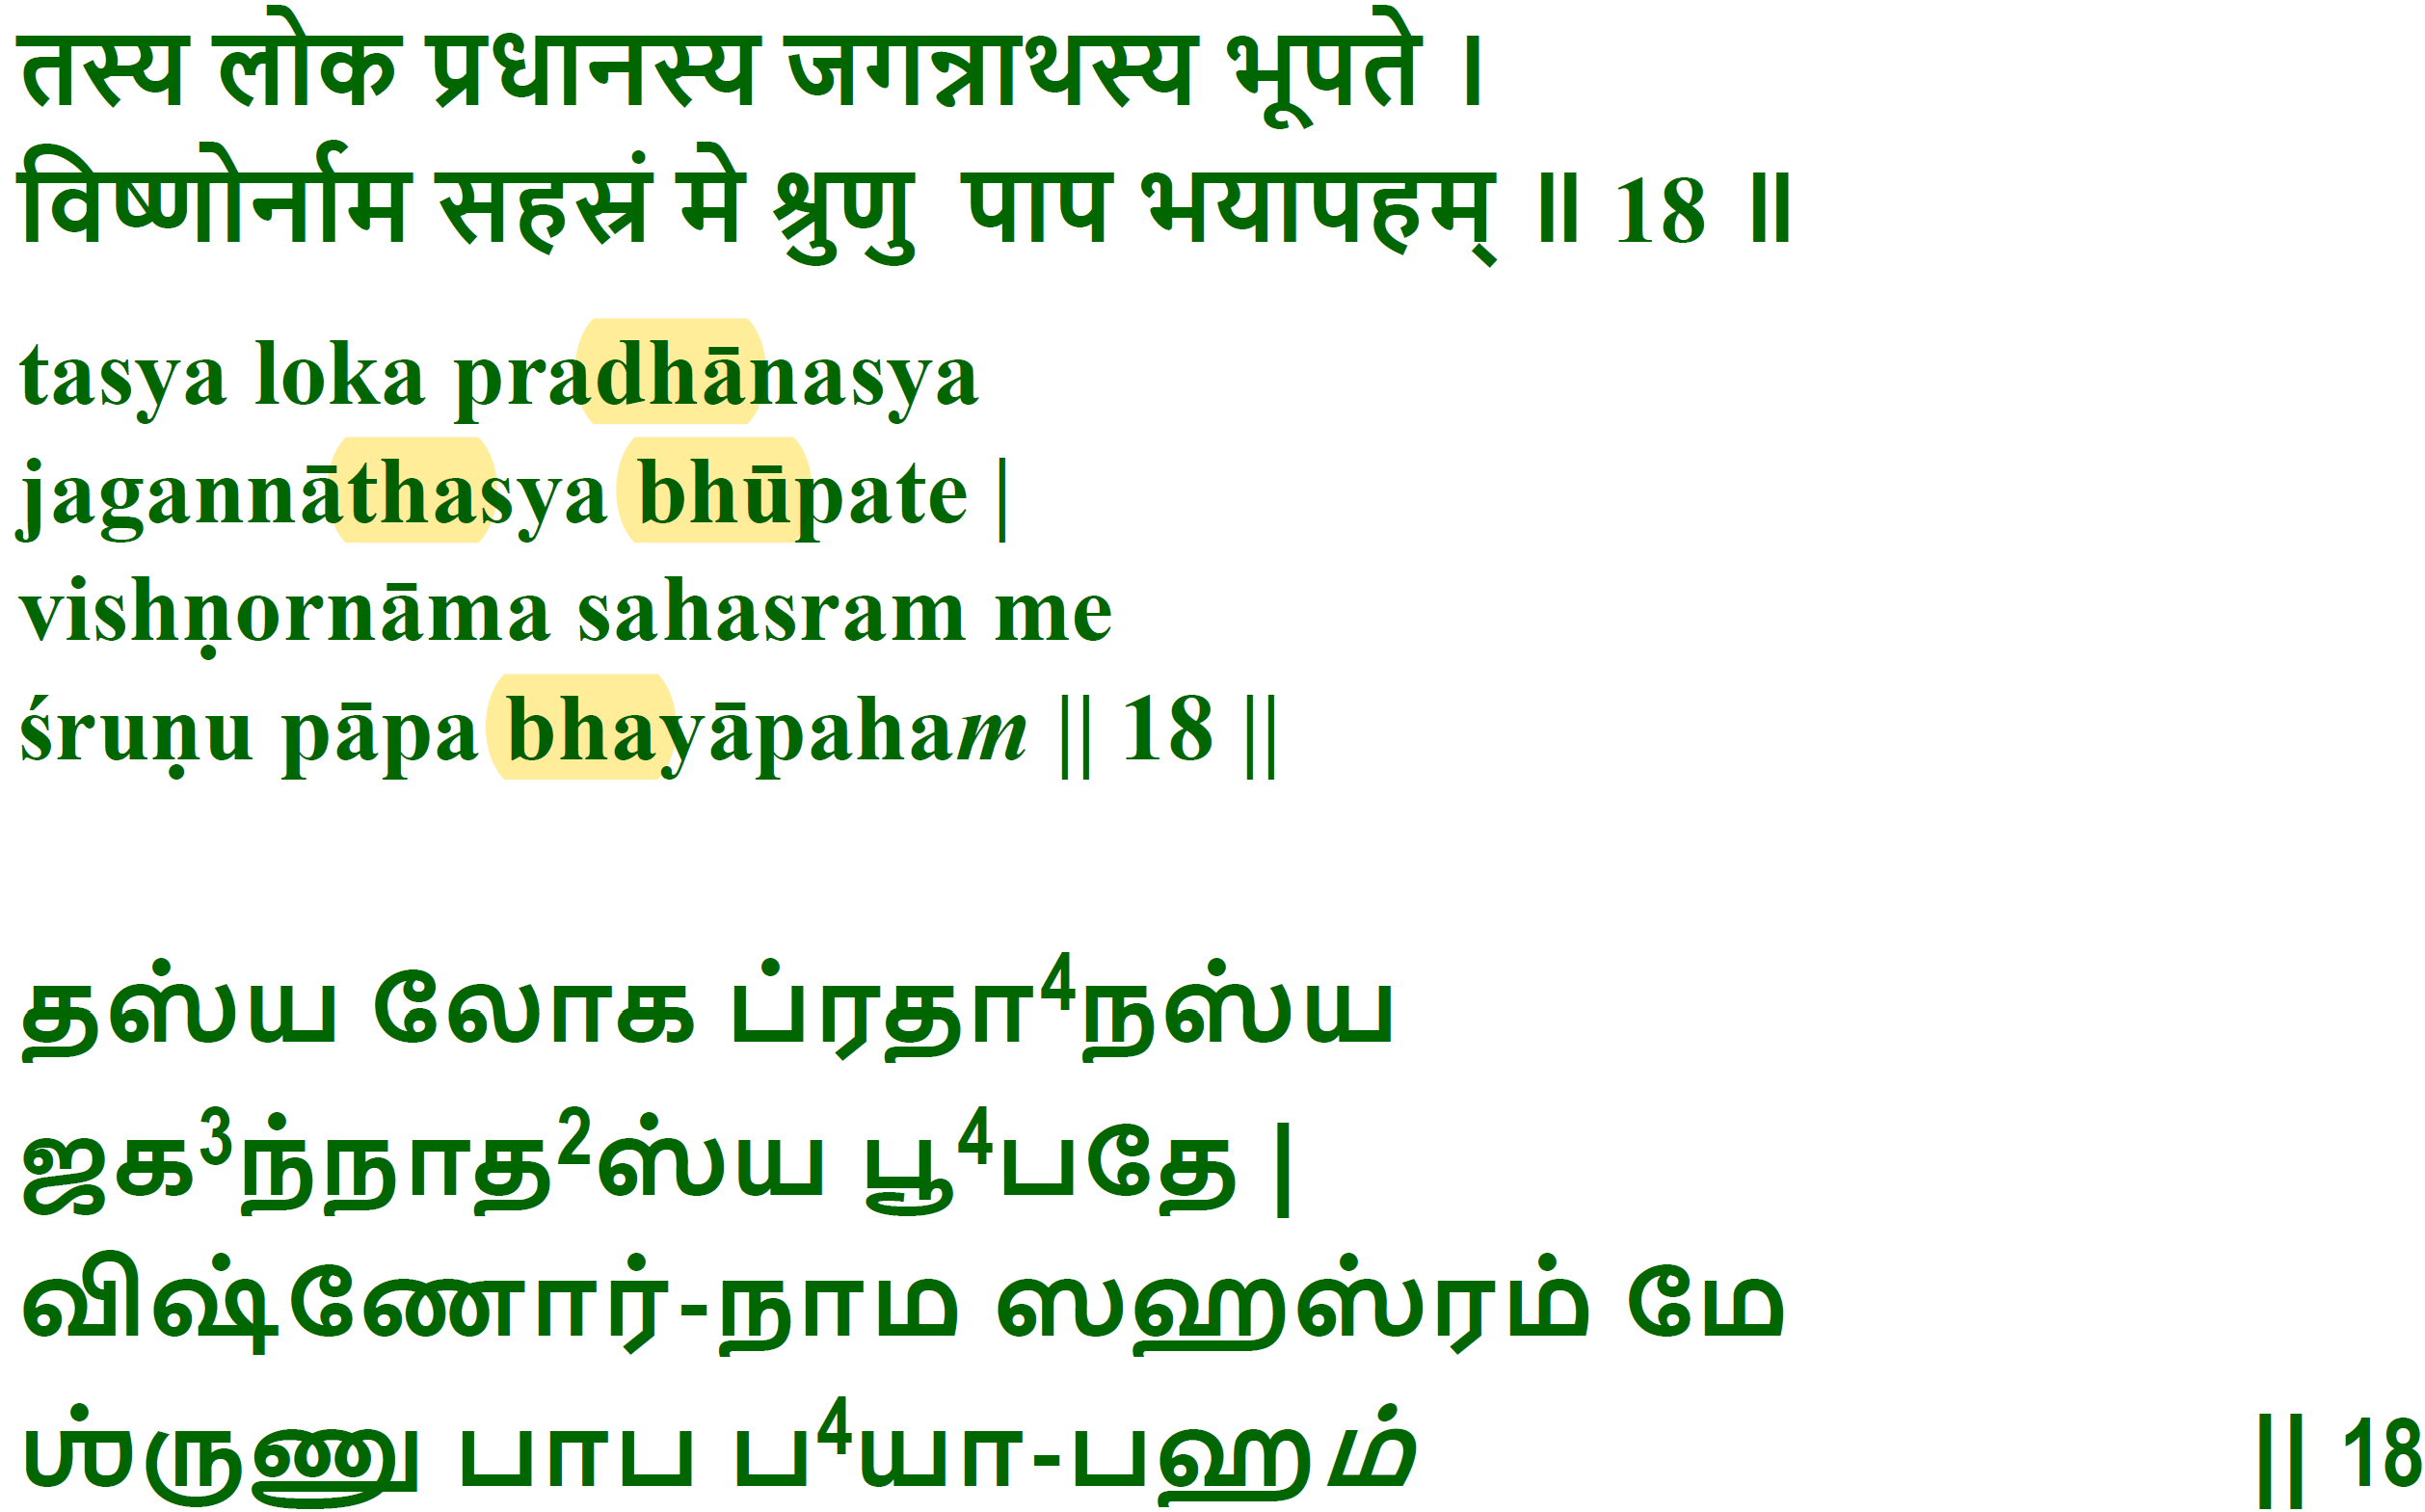 तस्य लोक प्रधानस्य जगन्नाथस्य भूपते ।
विष्णोर्नाम सहस्रं मे श्रुणु  पाप भयापहम् ॥ 18 ॥
tasya loka pradhānasya
jagannāthasya bhūpate |
vishṇornāma sahasram me
śruṇu pāpa bhayāpaham || 18 ||
தஸ்ய லோக ப்ரதா⁴நஸ்ய
ஜக³ந்நாத²ஸ்ய பூ⁴பதே |
விஷ்ணோர்-நாம ஸஹஸ்ரம் மே
ஶ்ருணு பாப ப⁴யா-பஹம் || 18